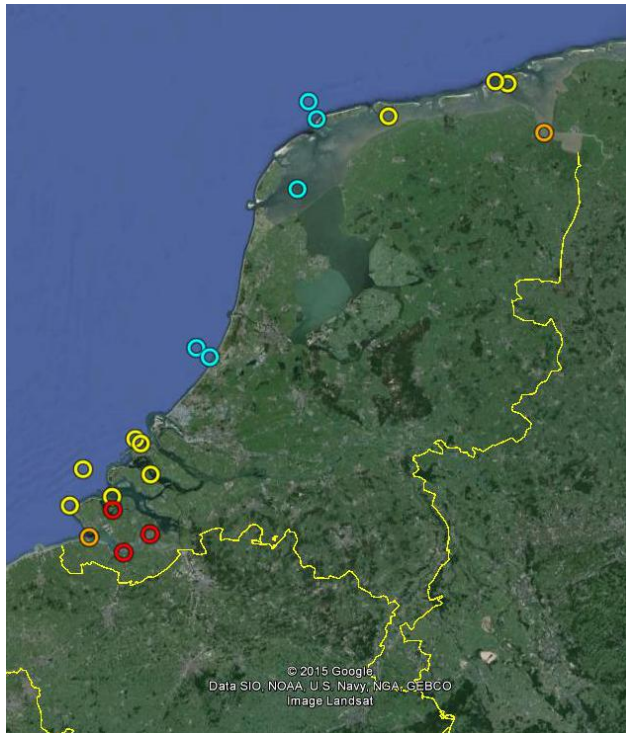 © 2015 Google
Data SIO, NOAA, U.S. Navy, NGA, GEBCO
Image Landsat